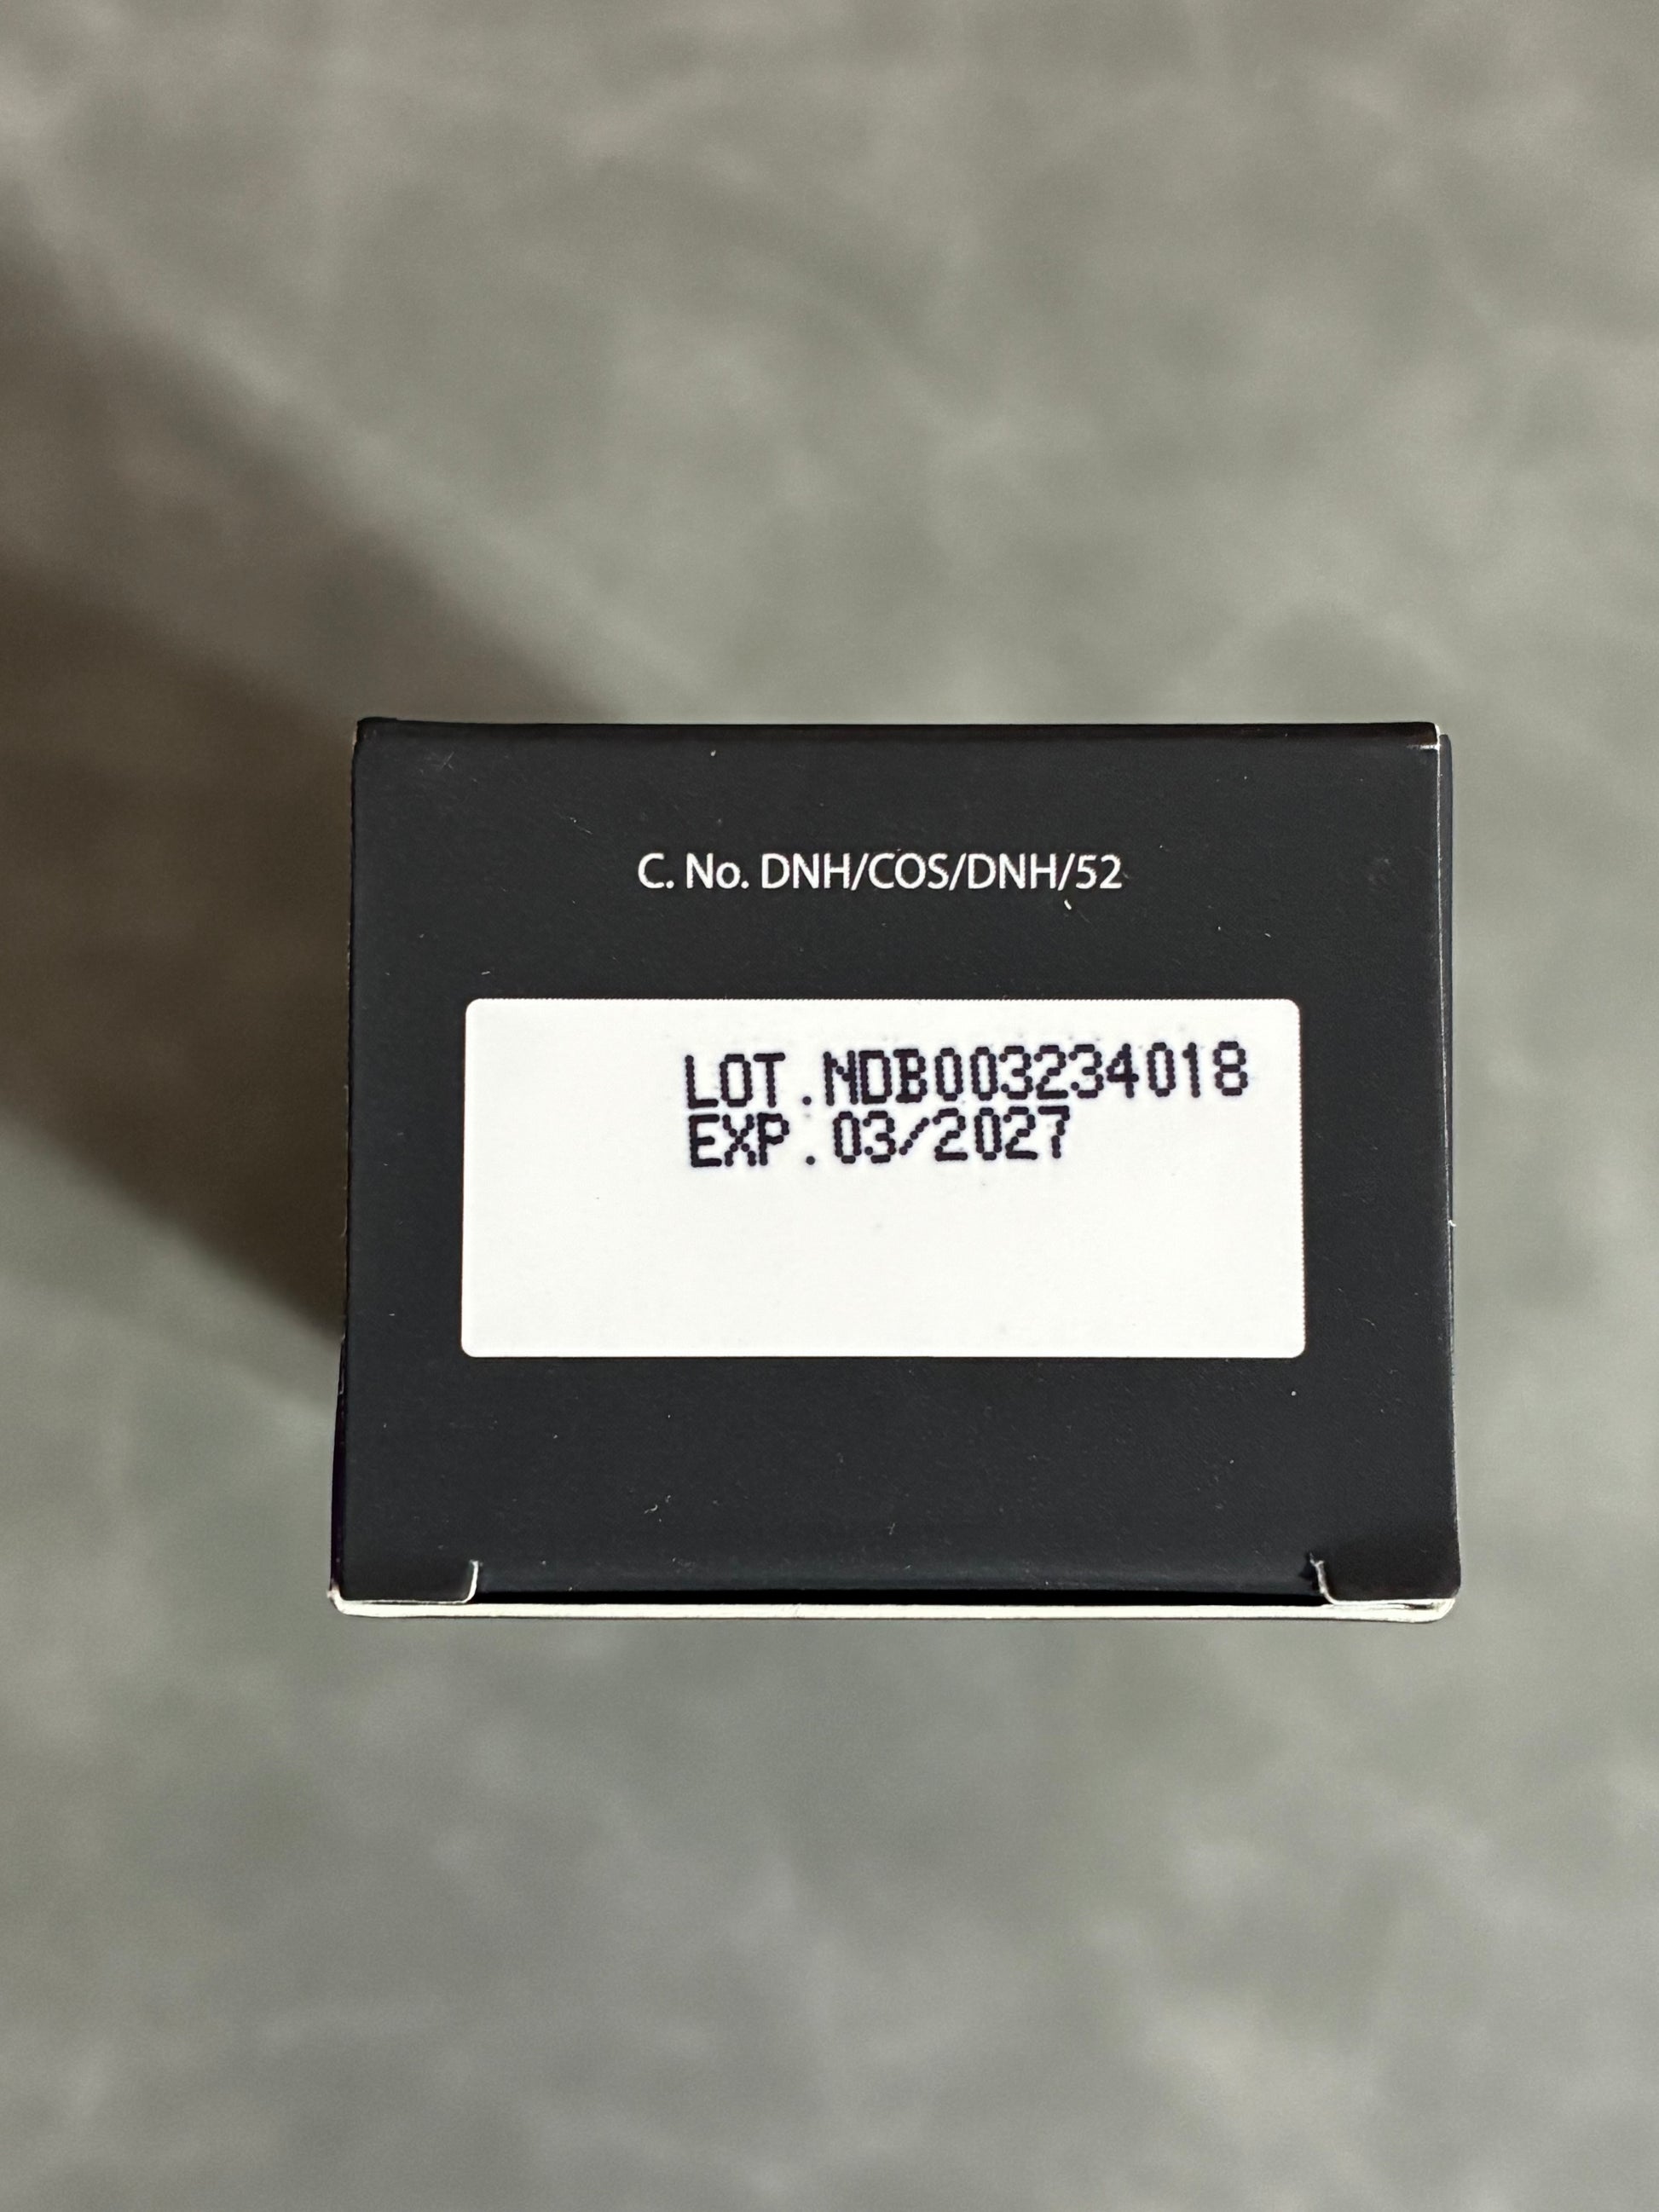 C. No. DNH/COS/DNH/52
LOT.NDB003234018
EXP.03/2027